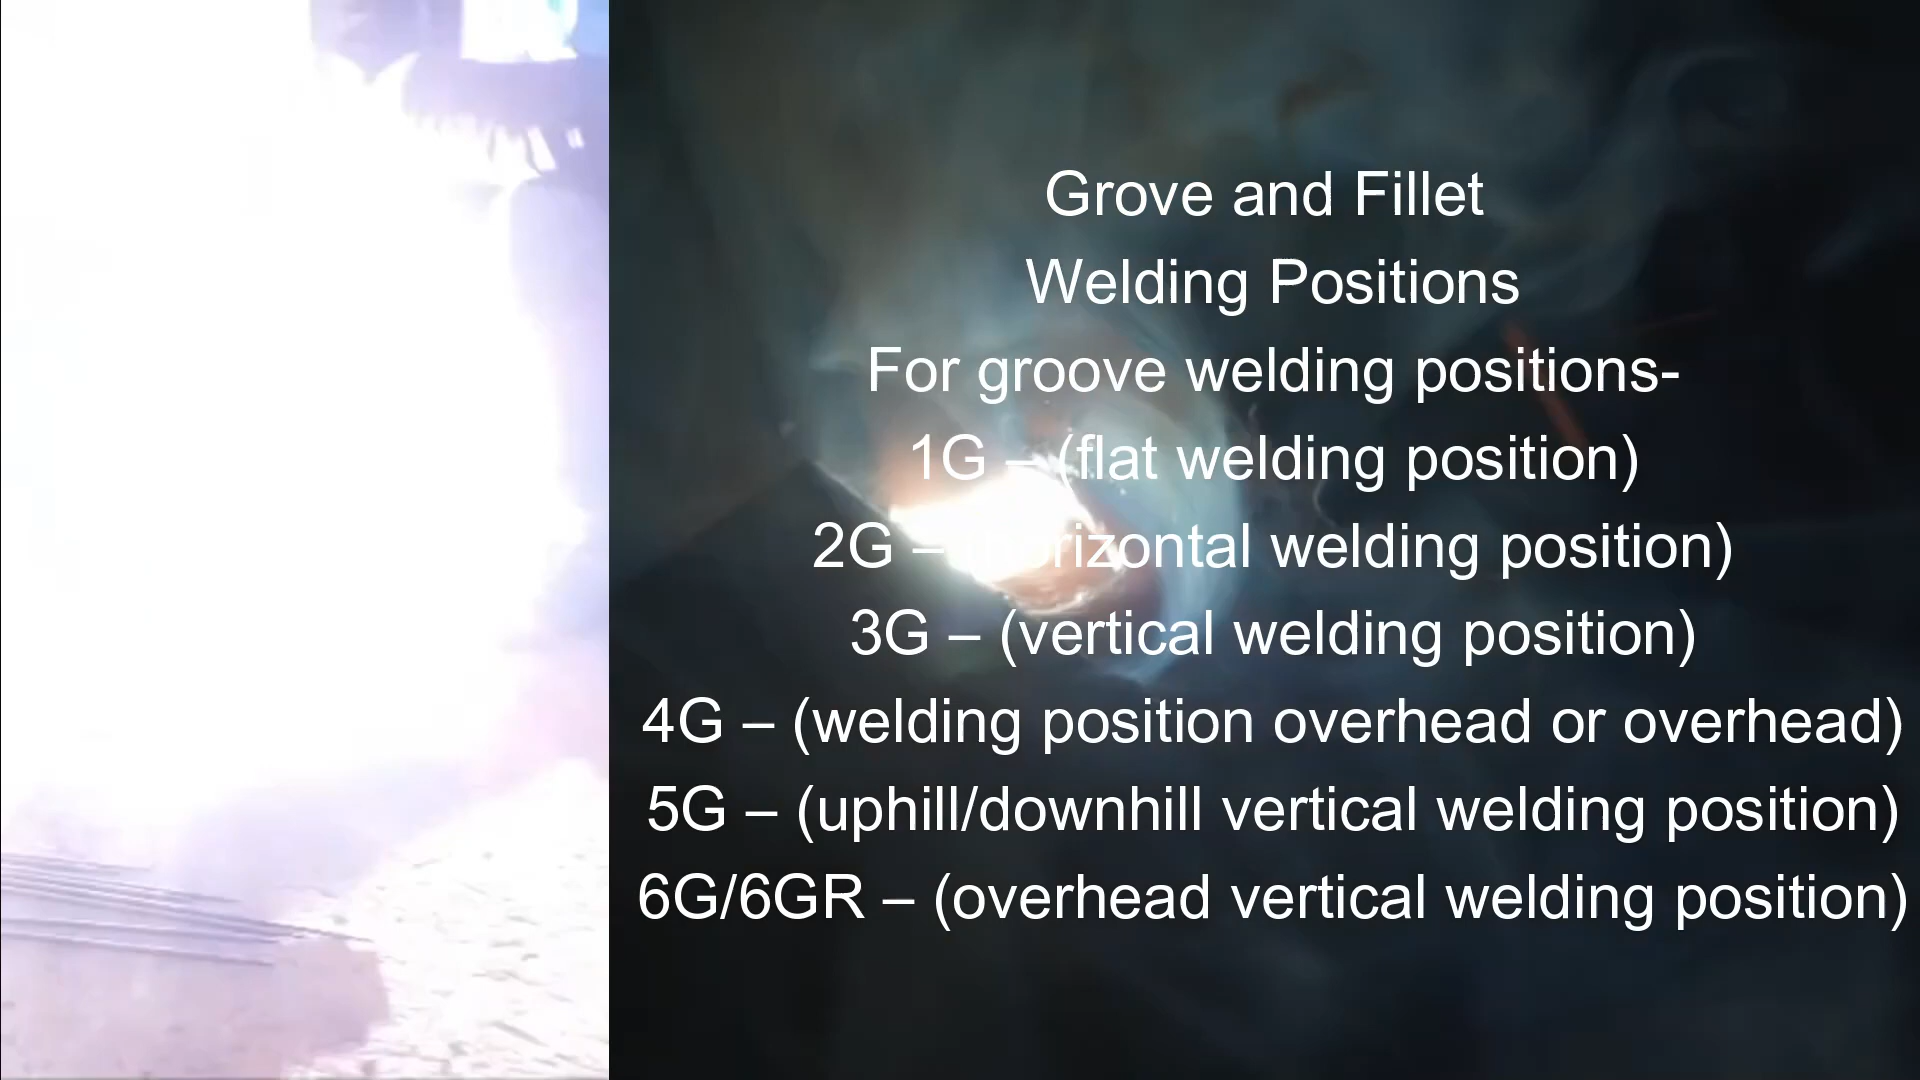 Grove and Fillet
Welding Positions
For groove welding positions-
1G – (flat welding position)
2G – (horizontal welding position)
3G – (vertical welding position)
4G – (welding position overhead or overhead)
5G – (uphill/downhill vertical welding position)
6G/6GR – (overhead vertical welding position)